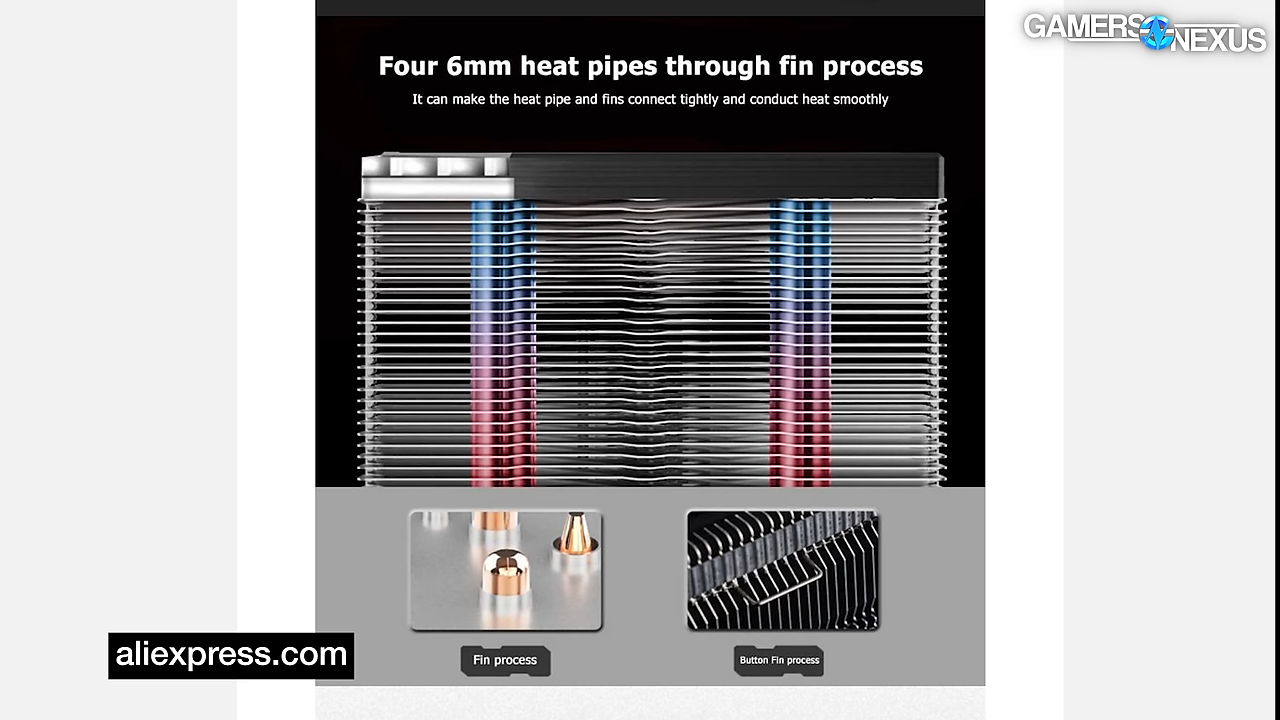 GAMERS NEXUS
Four 6mm heat pipes through fin process
It can make the heat pipe and fins connect tightly and conduct heat smoothly
Fin process
Button Fin process
aliexpress.com